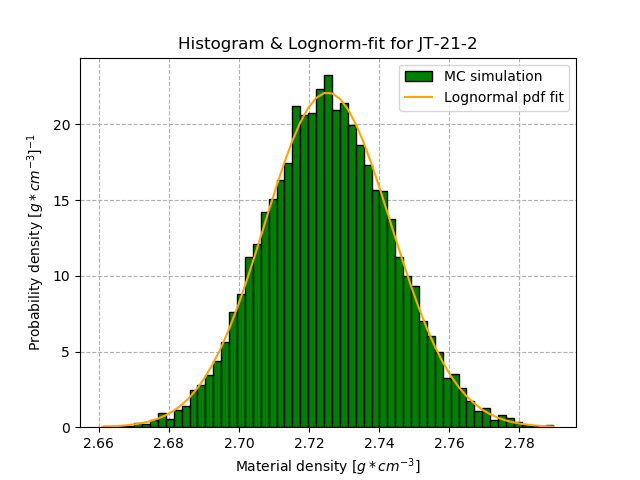 Histogram & Lognorm-fit for JT-21-2
MC simulation
Lognormal pdf fit
Probability density [g * cm⁻³]⁻¹
20
15
10
5
0
2.66 2.68 2.70 2.72 2.74 2.76 2.78
Material density [g * cm⁻³]